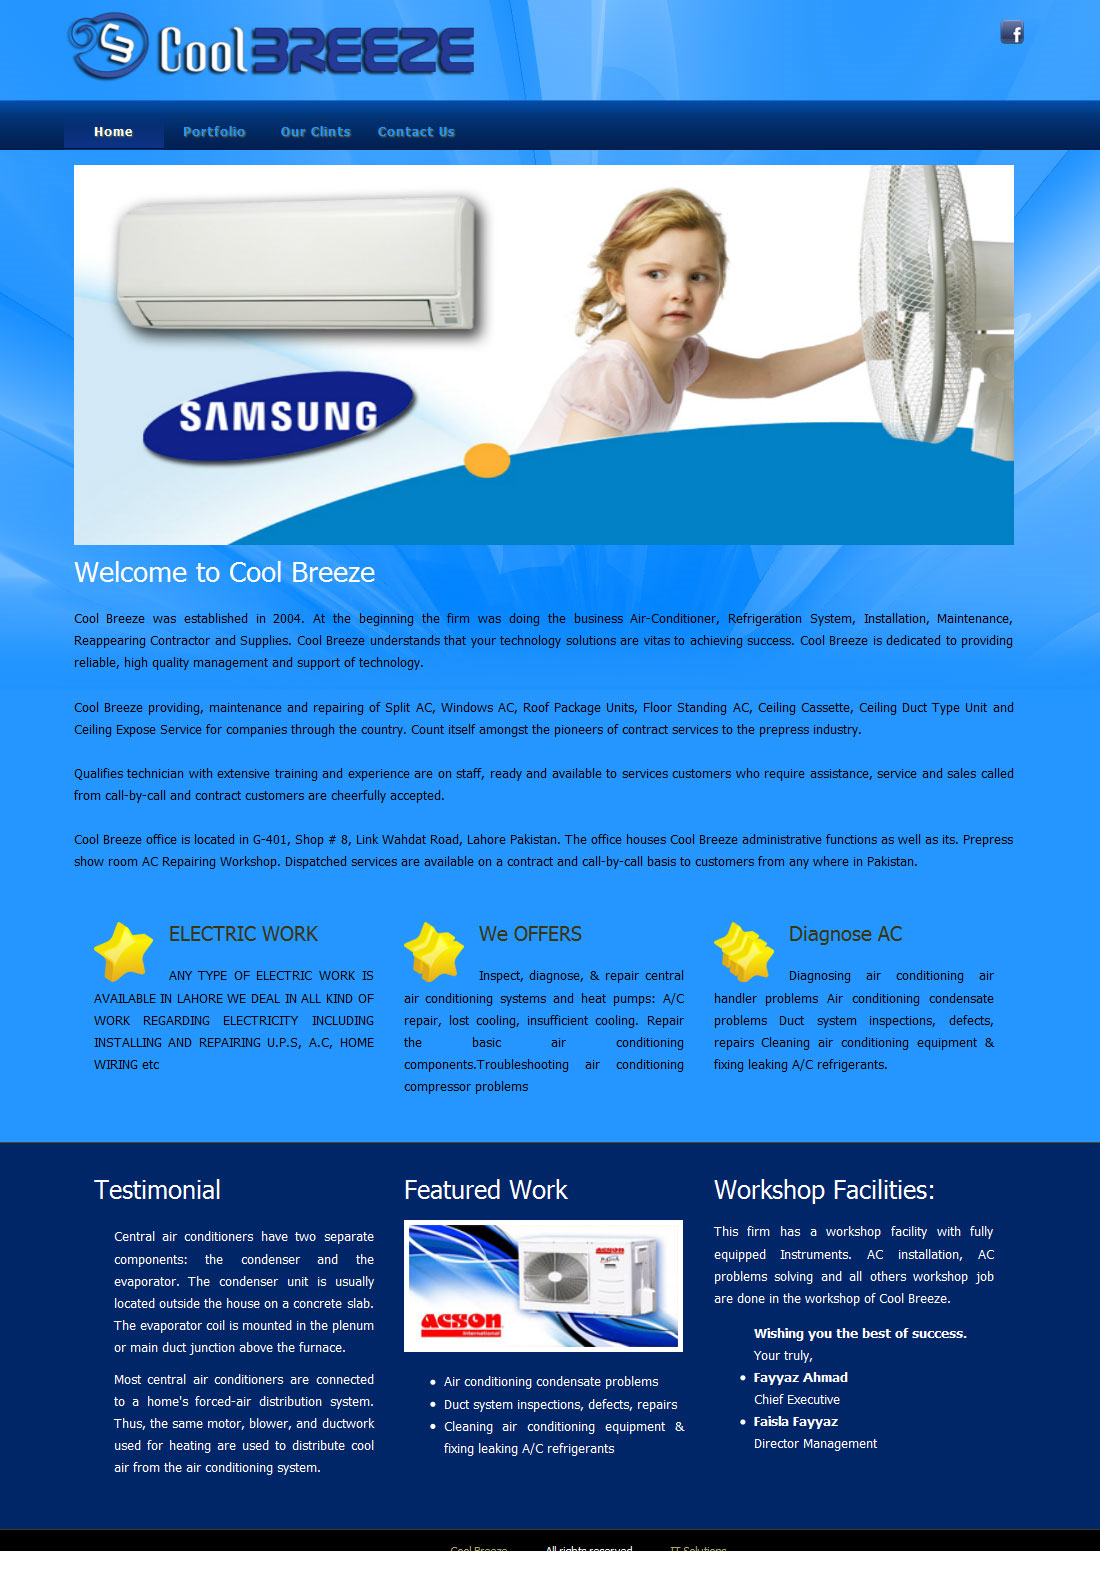 Cool BREEZE
f
Home Portfolio Our Clints Contact Us
SAMSUNG
Welcome to Cool Breeze
Cool Breeze was established in 2004. At the beginning the firm was doing the business Air-Conditioner, Refrigeration System, Installation, Maintenance,
Reappearing Contractor and Supplies. Cool Breeze understands that your technology solutions are vitas to achieving success. Cool Breeze is dedicated to providing
reliable, high quality management and support of technology.
Cool Breeze providing, maintenance and repairing of Split AC, Windows AC, Roof Package Units, Floor Standing AC, Ceiling Cassette, Ceiling Duct Type Unit and
Ceiling Expose Service for companies through the country. Count itself amongst the pioneers of contract services to the prepress industry.
Qualifies technician with extensive training and experience are on staff, ready and available to services customers who require assistance, service and sales called
from call-by-call and contract customers are cheerfully accepted.
Cool Breeze office is located in G-401, Shop # 8, Link Wahdat Road, Lahore Pakistan. The office houses Cool Breeze administrative functions as well as its. Prepress
show room AC Repairing Workshop. Dispatched services are available on a contract and call-by-call basis to customers from any where in Pakistan.
ELECTRIC WORK
ANY TYPE OF ELECTRIC WORK IS
AVAILABLE IN LAHORE WE DEAL IN ALL KIND OF
WORK REGARDING ELECTRICITY INCLUDING
INSTALLING AND REPAIRING U.P.S, A.C, HOME
WIRING etc
We OFFERS
Inspect, diagnose, & repair central
air conditioning systems and heat pumps: A/C
repair, lost cooling, insufficient cooling. Repair
the basic air conditioning
components.Troubleshooting air conditioning
compressor problems
Diagnose AC
Diagnosing air conditioning air
handler problems Air conditioning condensate
problems Duct system inspections, defects,
repairs Cleaning air conditioning equipment &
fixing leaking A/C refrigerants.
Testimonial
Central air conditioners have two separate
components: the condenser and the
evaporator. The condenser unit is usually
located outside the house on a concrete slab.
The evaporator coil is mounted in the plenum
or main duct junction above the furnace.
Most central air conditioners are connected
to a home's forced-air distribution system.
Thus, the same motor, blower, and ductwork
used for heating are used to distribute cool
air from the air conditioning system.
Featured Work
ACSON
ACSON
International
Air conditioning condensate problems
Duct system inspections, defects, repairs
Cleaning air conditioning equipment &
fixing leaking A/C refrigerants
Workshop Facilities:
This firm has a workshop facility with fully
equipped Instruments. AC installation, AC
problems solving and all others workshop job
are done in the workshop of Cool Breeze.
Wishing you the best of success.
Your truly,
Fayyaz Ahmad
Chief Executive
Faisla Fayyaz
Director Management
Cool Breeze All rights reserved IT Solutions